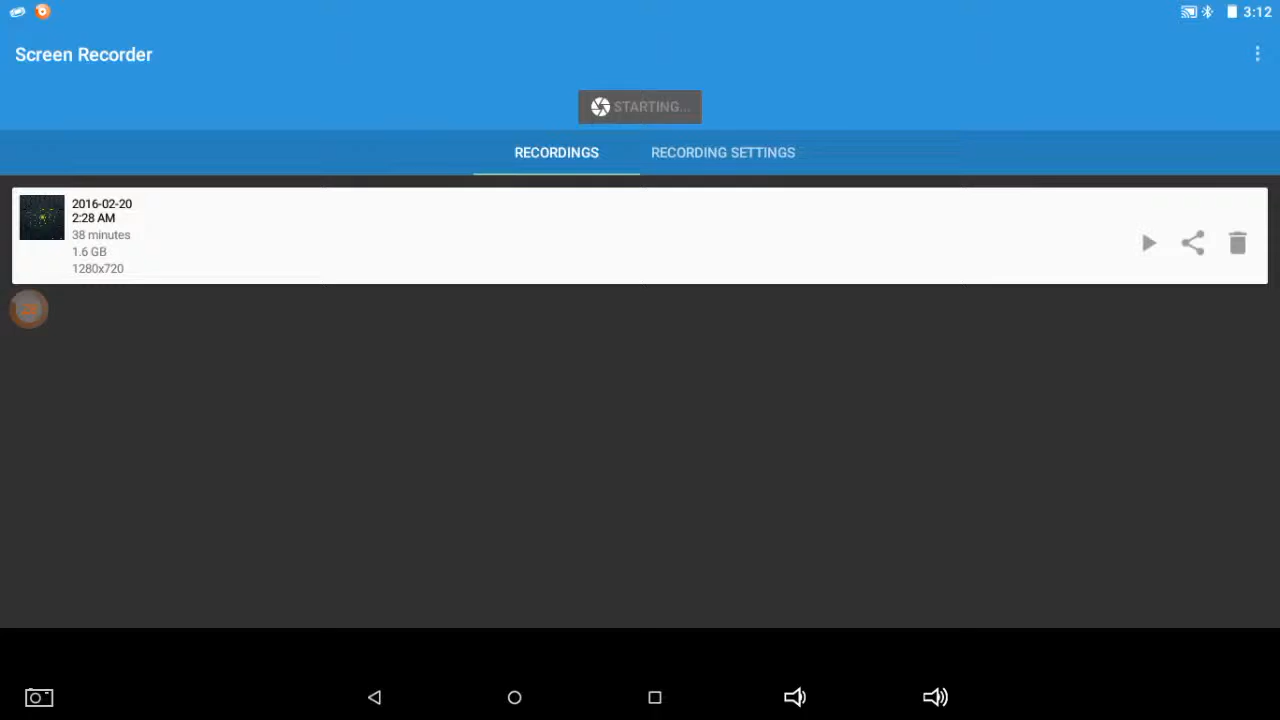 3:12
Screen Recorder
STARTING...
RECORDINGS
RECORDING SETTINGS
2016-02-20
2:28 AM
38 minutes
1.6 GB
1280x720